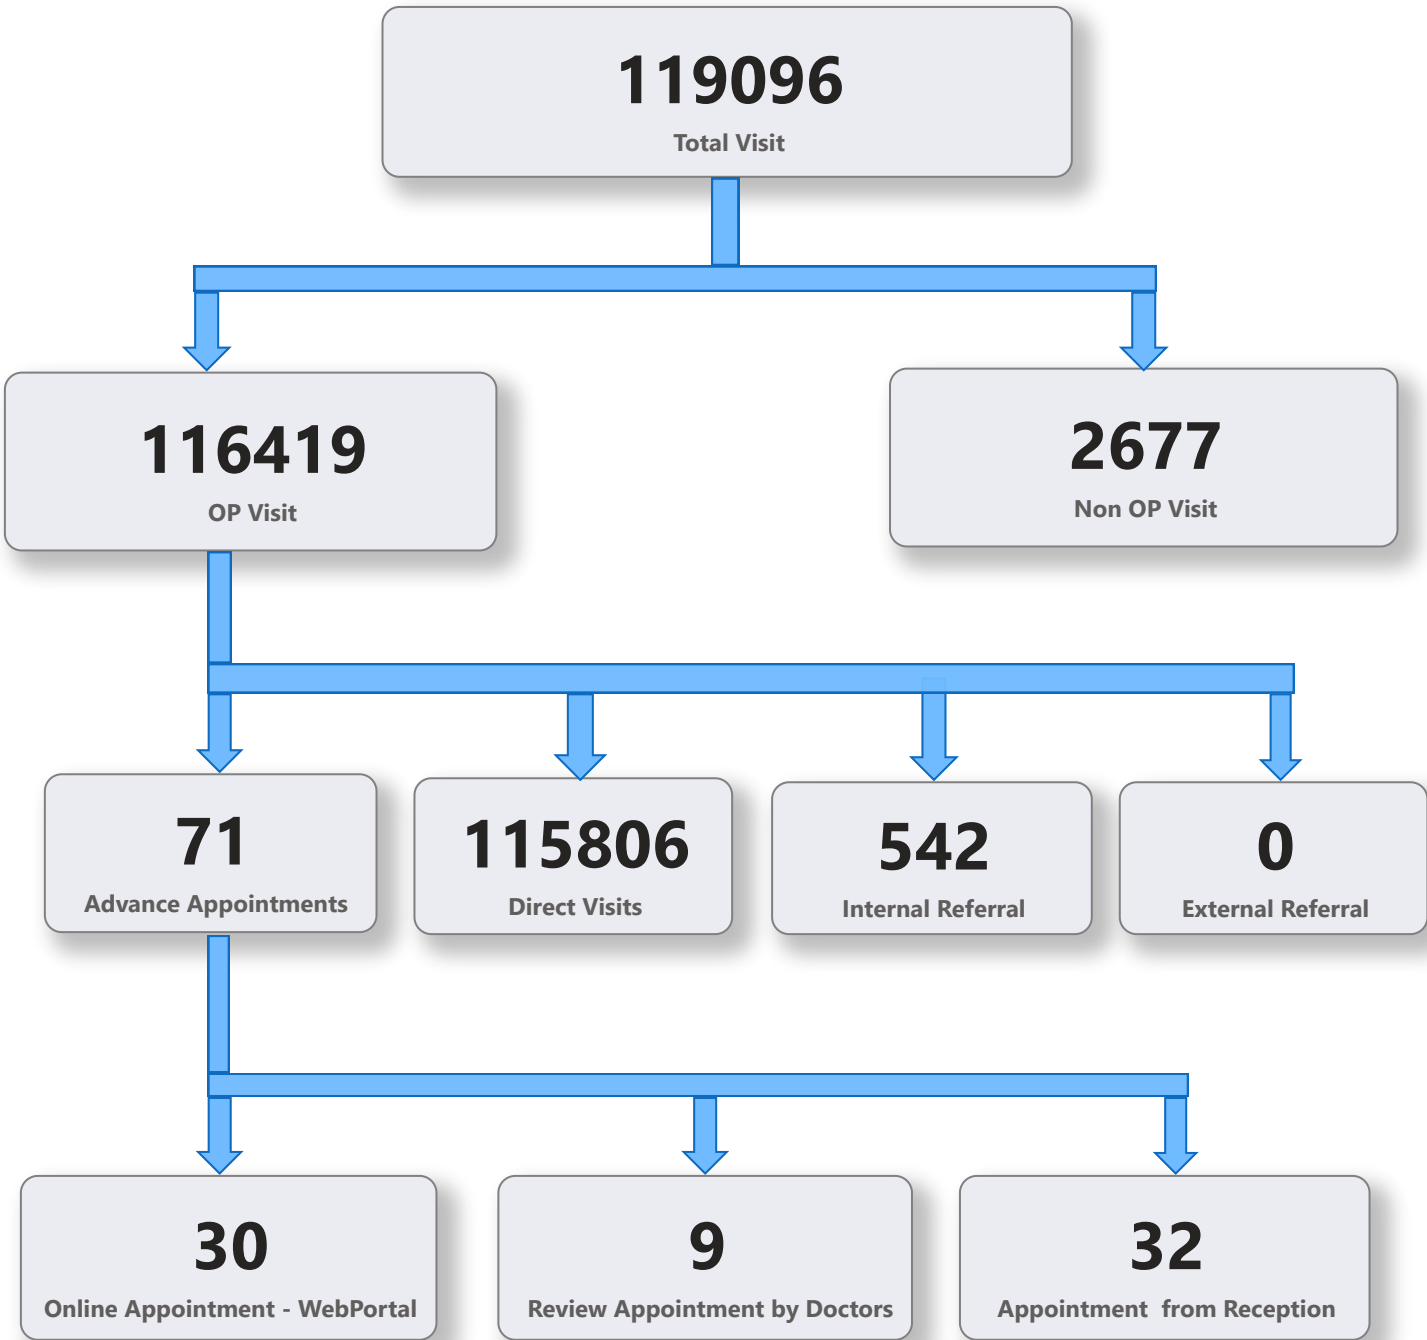 119096
Total Visit
116419
OP Visit
2677
Non OP Visit
71
Advance Appointments
115806
Direct Visits
542
Internal Referral
0
External Referral
30
Online Appointment - WebPortal
9
Review Appointment by Doctors
32
Appointment  from Reception